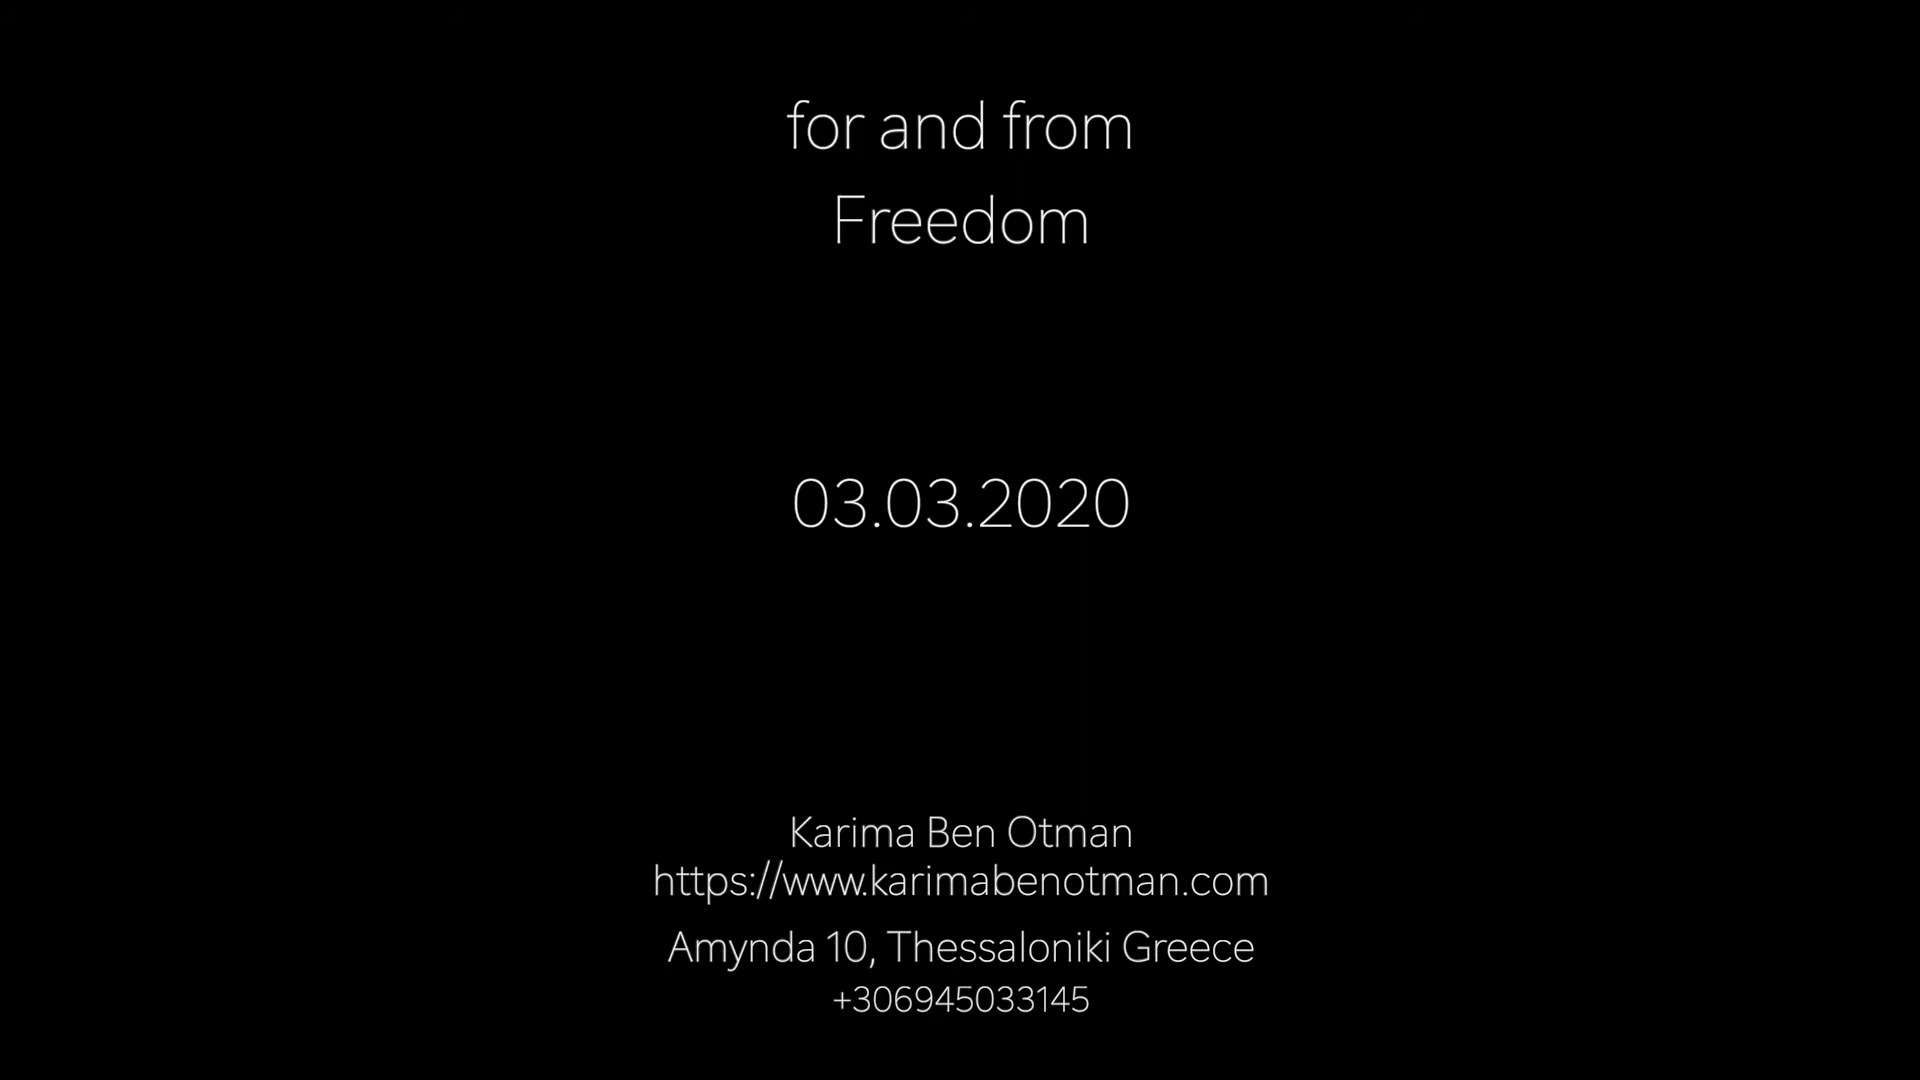 for and from
Freedom
03.03.2020
Karima Ben Otman
https://www.karimabenotman.com
Amynda 10, Thessaloniki Greece
+306945033145